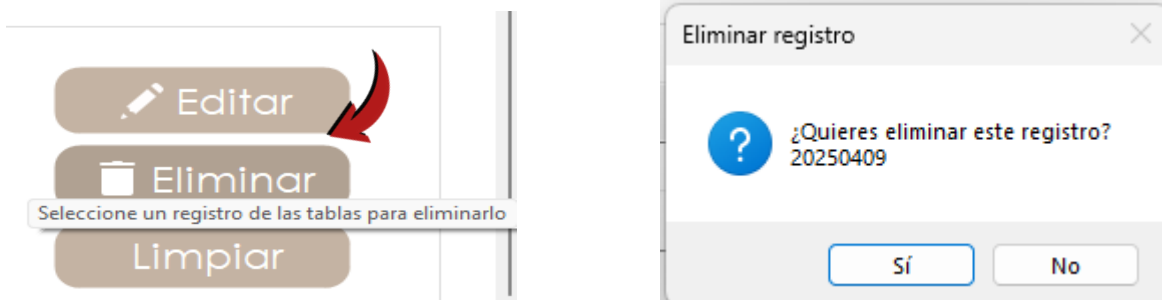 Editar
Eliminar
Seleccione un registro de las tablas para eliminarlo
Limpiar
Eliminar registro
¿Quieres eliminar este registro?
20250409
Sí
No